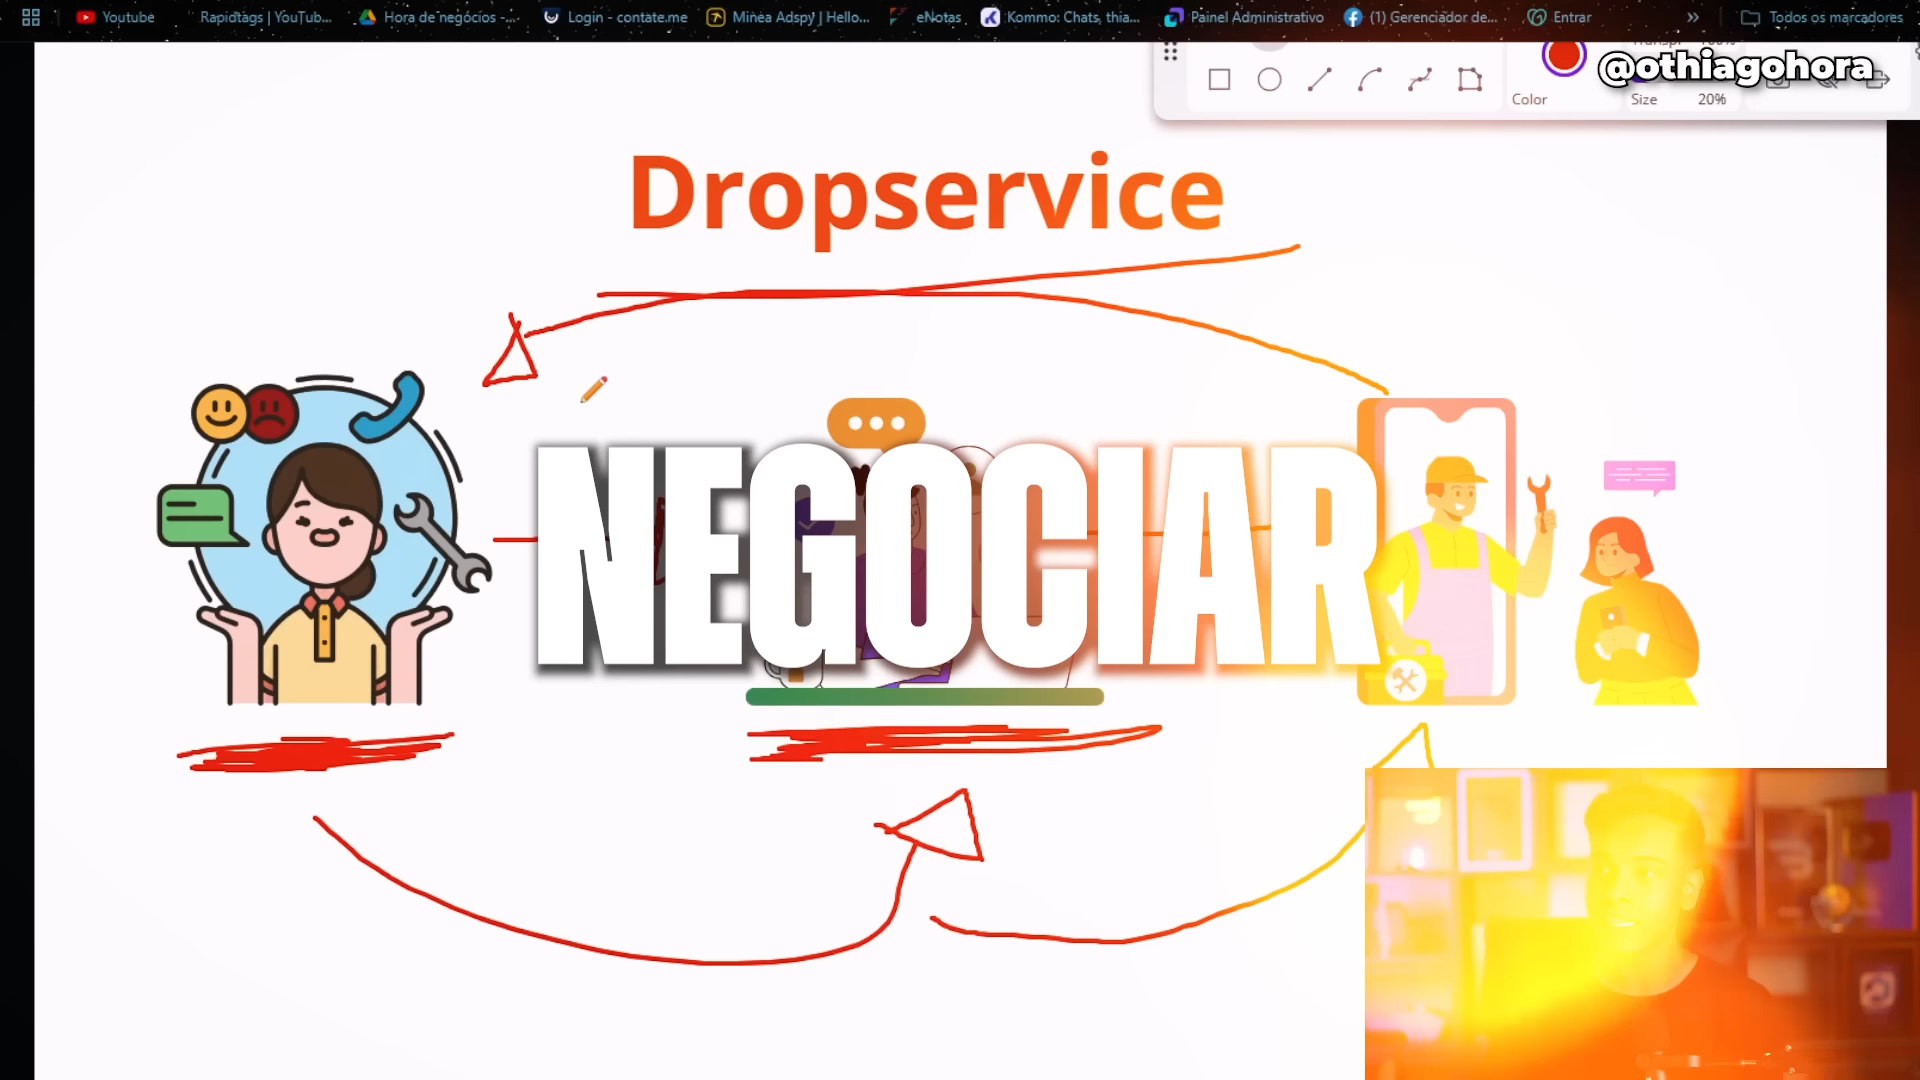 Youtube
Rapidtags | YouTub...
Hora de negócios -...
Login - contate.me
Minea Adspy | Hello...
eNotas
Kommo: Chats, thia...
Painel Administrativo
(1) Gerenciador de...
Entrar
»
Todos os marcadores
@othiagohora
Color
Size 20%
Dropservice
NEGOCIAR